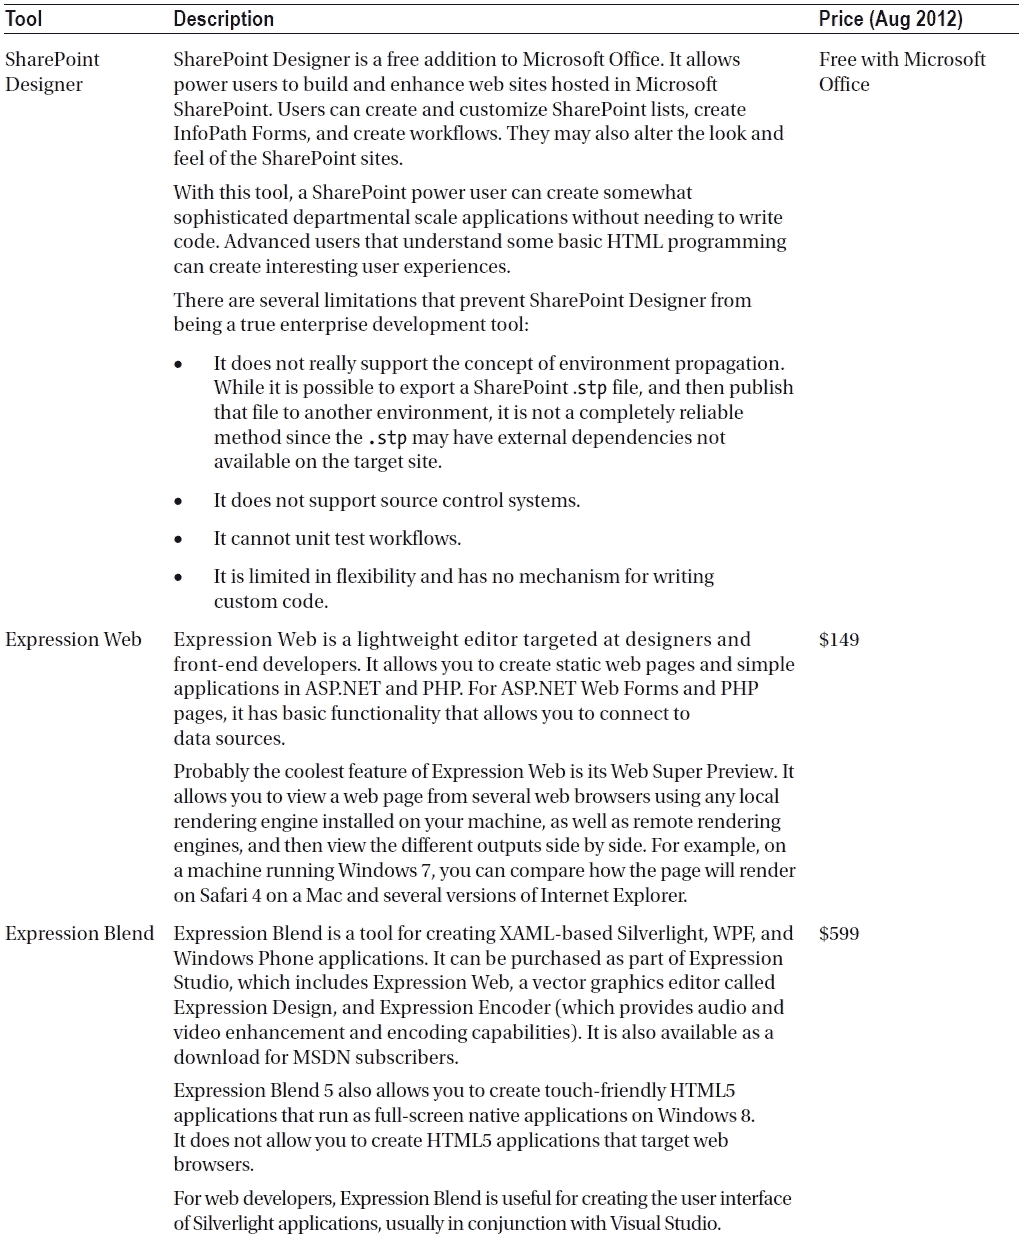 Tool Description Price (Aug 2012)
SharePoint SharePoint Designer is a free addition to Microsoft Office. It allows Free with Microsoft
Designer power users to build and enhance web sites hosted in Microsoft Office
SharePoint. Users can create and customize SharePoint lists, create
InfoPath Forms, and create workflows. They may also alter the look and
feel of the SharePoint sites.
With this tool, a SharePoint power user can create somewhat
sophisticated departmental scale applications without needing to write
code. Advanced users that understand some basic HTML programming
can create interesting user experiences.
There are several limitations that prevent SharePoint Designer from
being a true enterprise development tool:
• It does not really support the concept of environment propagation.
While it is possible to export a SharePoint .stp file, and then publish
that file to another environment, it is not a completely reliable
method since the .stp may have external dependencies not
available on the target site.
• It does not support source control systems.
• It cannot unit test workflows.
• It is limited in flexibility and has no mechanism for writing
custom code.
Expression Web Expression Web is a lightweight editor targeted at designers and $149
front-end developers. It allows you to create static web pages and simple
applications in ASP.NET and PHP. For ASP.NET Web Forms and PHP
pages, it has basic functionality that allows you to connect to
data sources.
Probably the coolest feature of Expression Web is its Web Super Preview. It
allows you to view a web page from several web browsers using any local
rendering engine installed on your machine, as well as remote rendering
engines, and then view the different outputs side by side. For example, on
a machine running Windows 7, you can compare how the page will render
on Safari 4 on a Mac and several versions of Internet Explorer.
Expression Blend Expression Blend is a tool for creating XAML-based Silverlight, WPF, and $599
Windows Phone applications. It can be purchased as part of Expression
Studio, which includes Expression Web, a vector graphics editor called
Expression Design, and Expression Encoder (which provides audio and
video enhancement and encoding capabilities). It is also available as a
download for MSDN subscribers.
Expression Blend 5 also allows you to create touch-friendly HTML5
applications that run as full-screen native applications on Windows 8.
It does not allow you to create HTML5 applications that target web
browsers.
For web developers, Expression Blend is useful for creating the user interface
of Silverlight applications, usually in conjunction with Visual Studio.